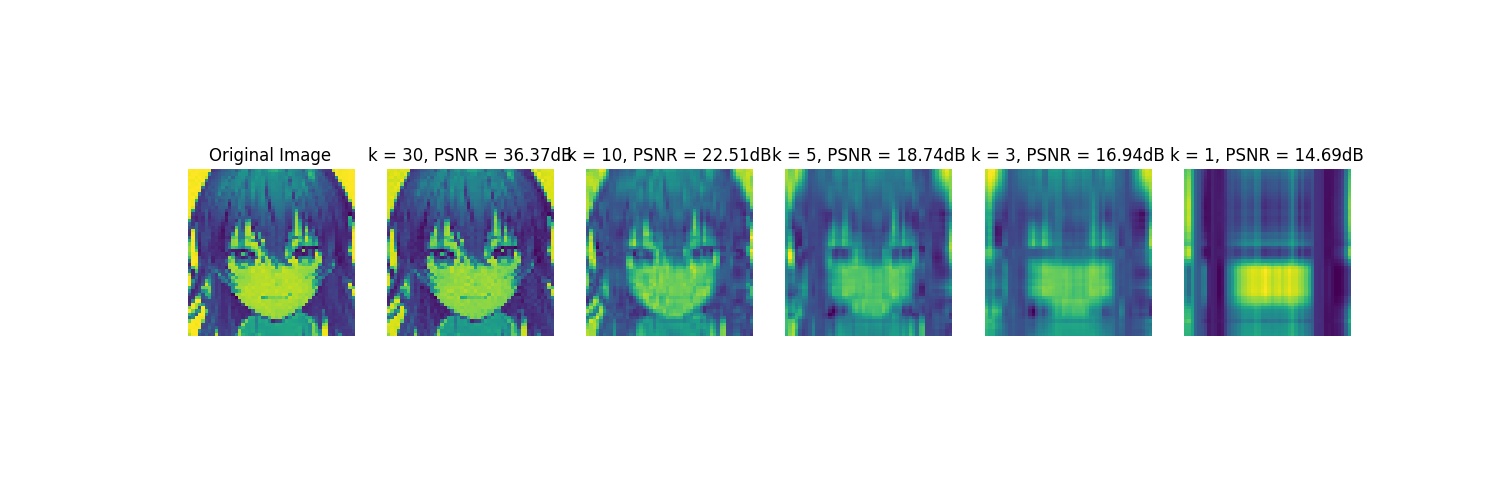 Original Image
k = 30, PSNR = 36.37dB
k = 10, PSNR = 22.51dB
k = 5, PSNR = 18.74dB
k = 3, PSNR = 16.94dB
k = 1, PSNR = 14.69dB